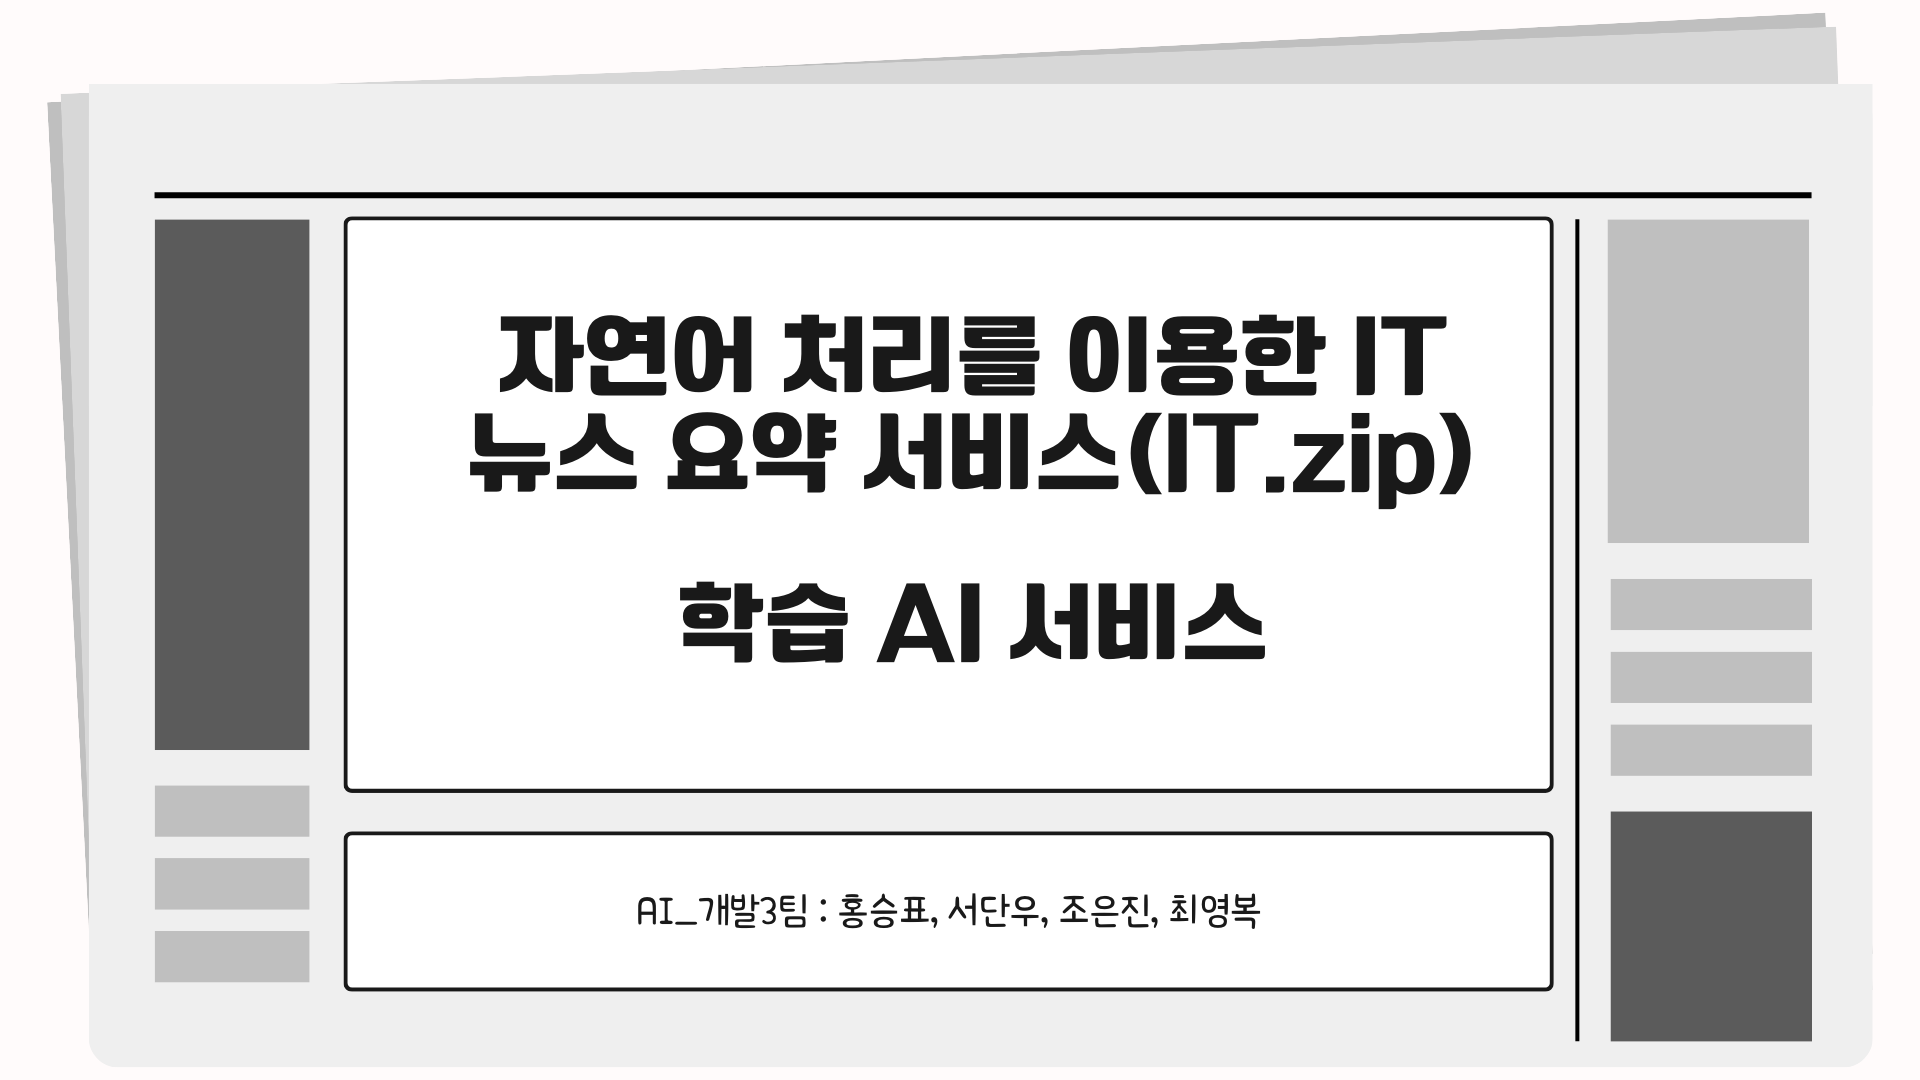 자연어 처리를 이용한 IT
뉴스 요약 서비스(IT.zip)
학습 AI 서비스
AI_개발3팀 : 홍승표, 서단우, 조은진, 최영복